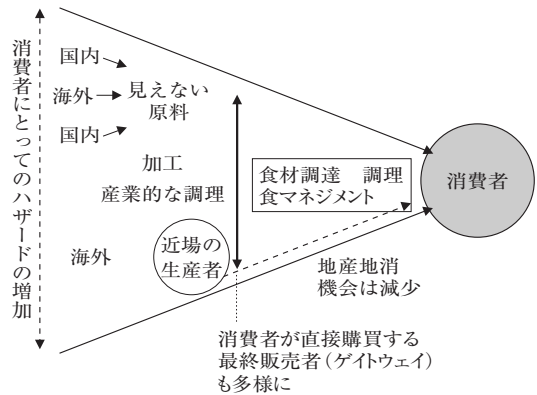 消費者にとってのハザードの増加
国内
海外
国内
見えない
原料
加工
産業的な調理
食材調達 調理
食マネジメント
消費者
海外
近場の
生産者
地産地消
機会は減少
消費者が直接購買する
最終販売者(ゲイトウェイ)
も多様に